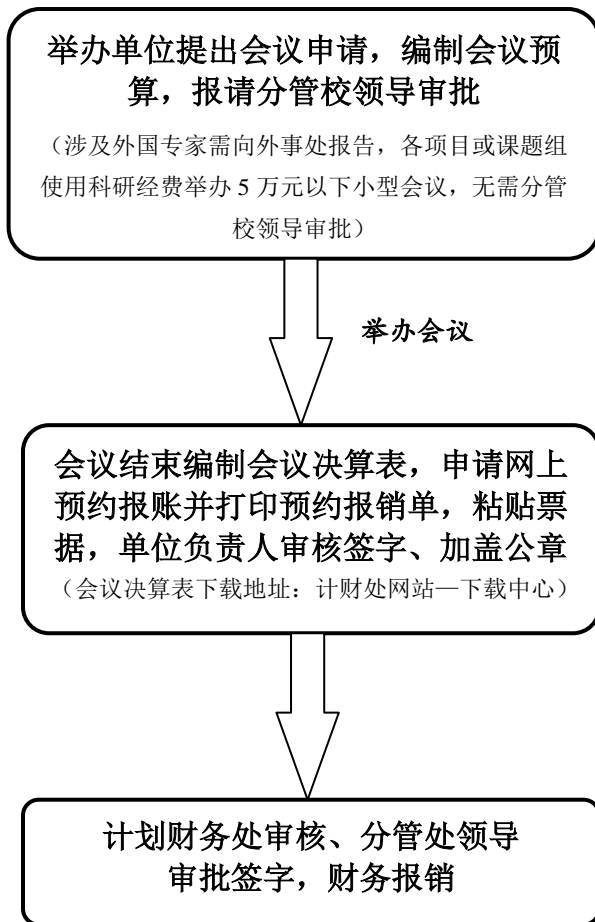 举办单位提出会议申请，编制会议预
算，报请分管校领导审批
（涉及外国专家需向外事处报告，各项目或课题组
使用科研经费举办 5 万元以下小型会议，无需分管
校领导审批）
举办会议
会议结束编制会议决算表，申请网上
预约报账并打印预约报销单，粘贴票
据，单位负责人审核签字、加盖公章
（会议决算表下载地址：计财处网站—下载中心）
计划财务处审核、分管处领导
审批签字，财务报销